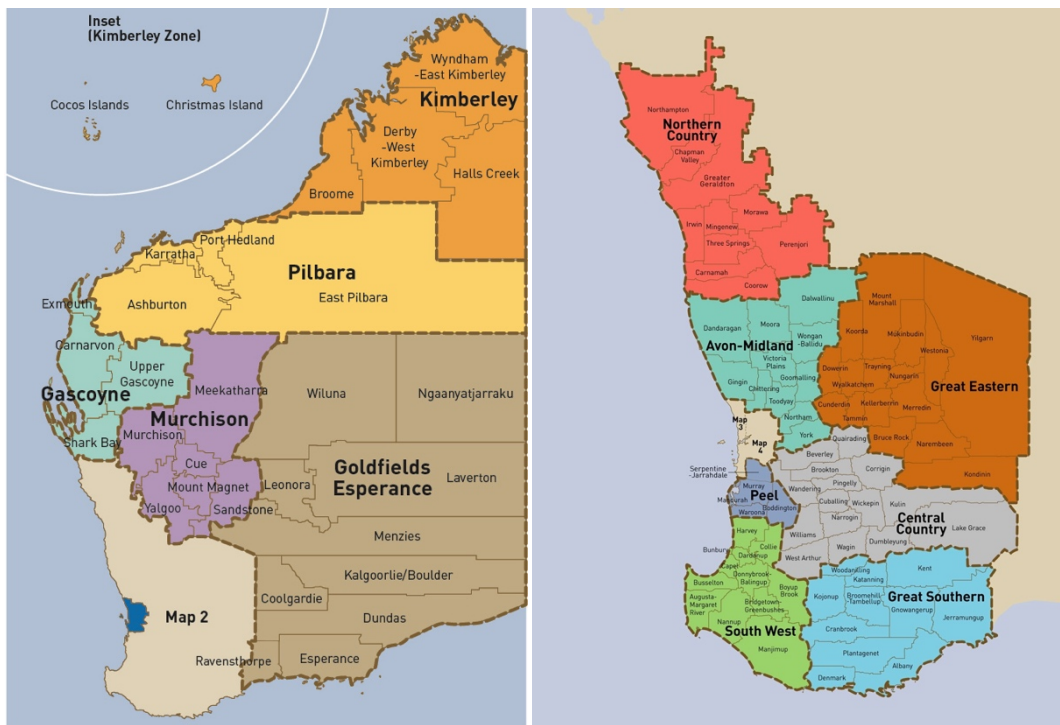 Inset
(Kimberley Zone)
Cocos Islands
Christmas Island
Wyndham
-East Kimberley
Kimberley
Derby
-West
Kimberley
Halls Creek
Broome
Port Hedland
Karratha
Pilbara
East Pilbara
Ashburton
Exmouth
Carnarvon
Upper
Gascoyne
Gascoyne
Shark Bay
Meekatharra
Murchison
Murchison
Cue
Mount Magnet
Yalgoo
Sandstone
Wiluna
Ngaanyatjarraku
Goldfields
Esperance
Leonora
Laverton
Menzies
Kalgoorlie/Boulder
Coolgardie
Dundas
Map 2
Ravensthorpe
Esperance
Northampton
Northern
Country
Chapman
Valley
Greater
Geraldton
Morawa
Irwin
Mingenew
Three Springs
Perenjori
Carnamah
Coorow
Dalwallinu
Dandaragan
Moora
Wongan
-Ballidu
Avon-Midland
Victoria
Plains
Gingin
Chittering
Goomalling
Toodyay
Northam
York
Mount
Marshall
Koorda
Mukinbudin
Yilgarn
Westonia
Dowerin
Trayning
Nungarin
Wyalkatchem
Great Eastern
Cunderdin
Kellerberrin
Merredin
Tammin
Bruce Rock
Narembeen
Kondinin
Map
3
Map
4
Serpentine
-Jarrahdale
Murray
Mandurah
Peel
Waroona
Boddington
Quairading
Beverley
Brookton
Corrigin
Pingelly
Wandering
Cuballing
Wickepin
Kulin
Narrogin
Central
Country
Lake Grace
Williams
Dumbleyung
Wagin
West Arthur
Harvey
Bunbury
Collie
Dardanup
Capel
Donnybrook-
Balingup
Busselton
Boyup
Brook
Augusta-
Margaret
River
Bridgetown-
Greenbushes
Nannup
South West
Manjimup
Woodanilling
Kent
Katanning
Kojonup
Broomehill-
Tambellup
Great Southern
Gnowangerup
Jerramungup
Cranbrook
Plantagenet
Albany
Denmark